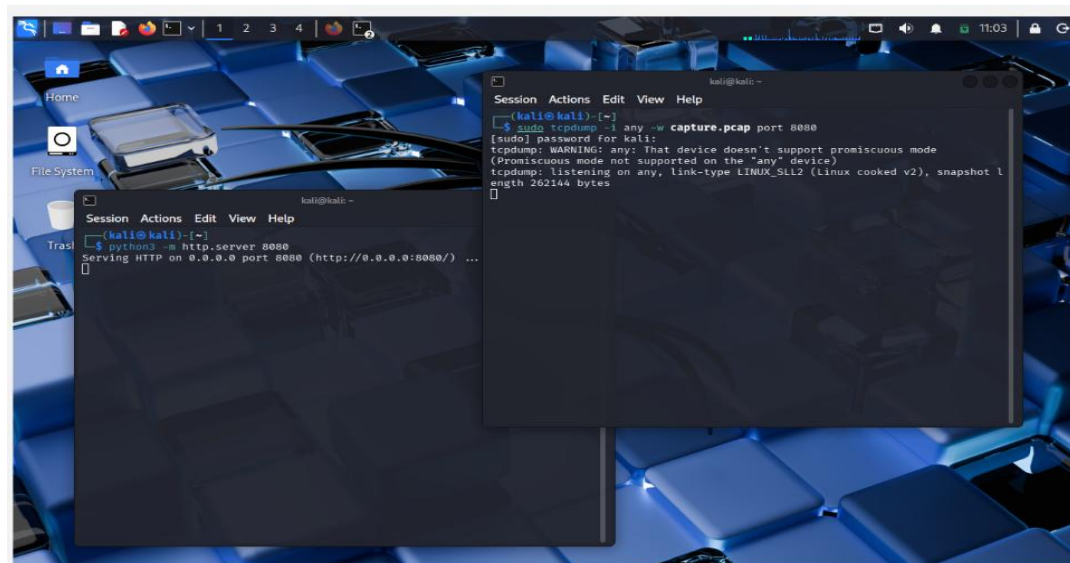 1 2 3 4
2
11:03
Home
File System
Tras
kali@kali: ~
Session Actions Edit View Help
(kali㉿kali)-[~]
$ python3 -m http.server 8080
Serving HTTP on 0.0.0.0 port 8080 (http://0.0.0.0:8080/) ...
kali@kali: ~
Session Actions Edit View Help
(kali㉿kali)-[~]
$ sudo tcpdump -i any -w capture.pcap port 8080
[sudo] password for kali:
tcpdump: WARNING: any: That device doesn't support promiscuous mode
(Promiscuous mode not supported on the "any" device)
tcpdump: listening on any, link-type LINUX_SLL2 (Linux cooked v2), snapshot l
ength 262144 bytes